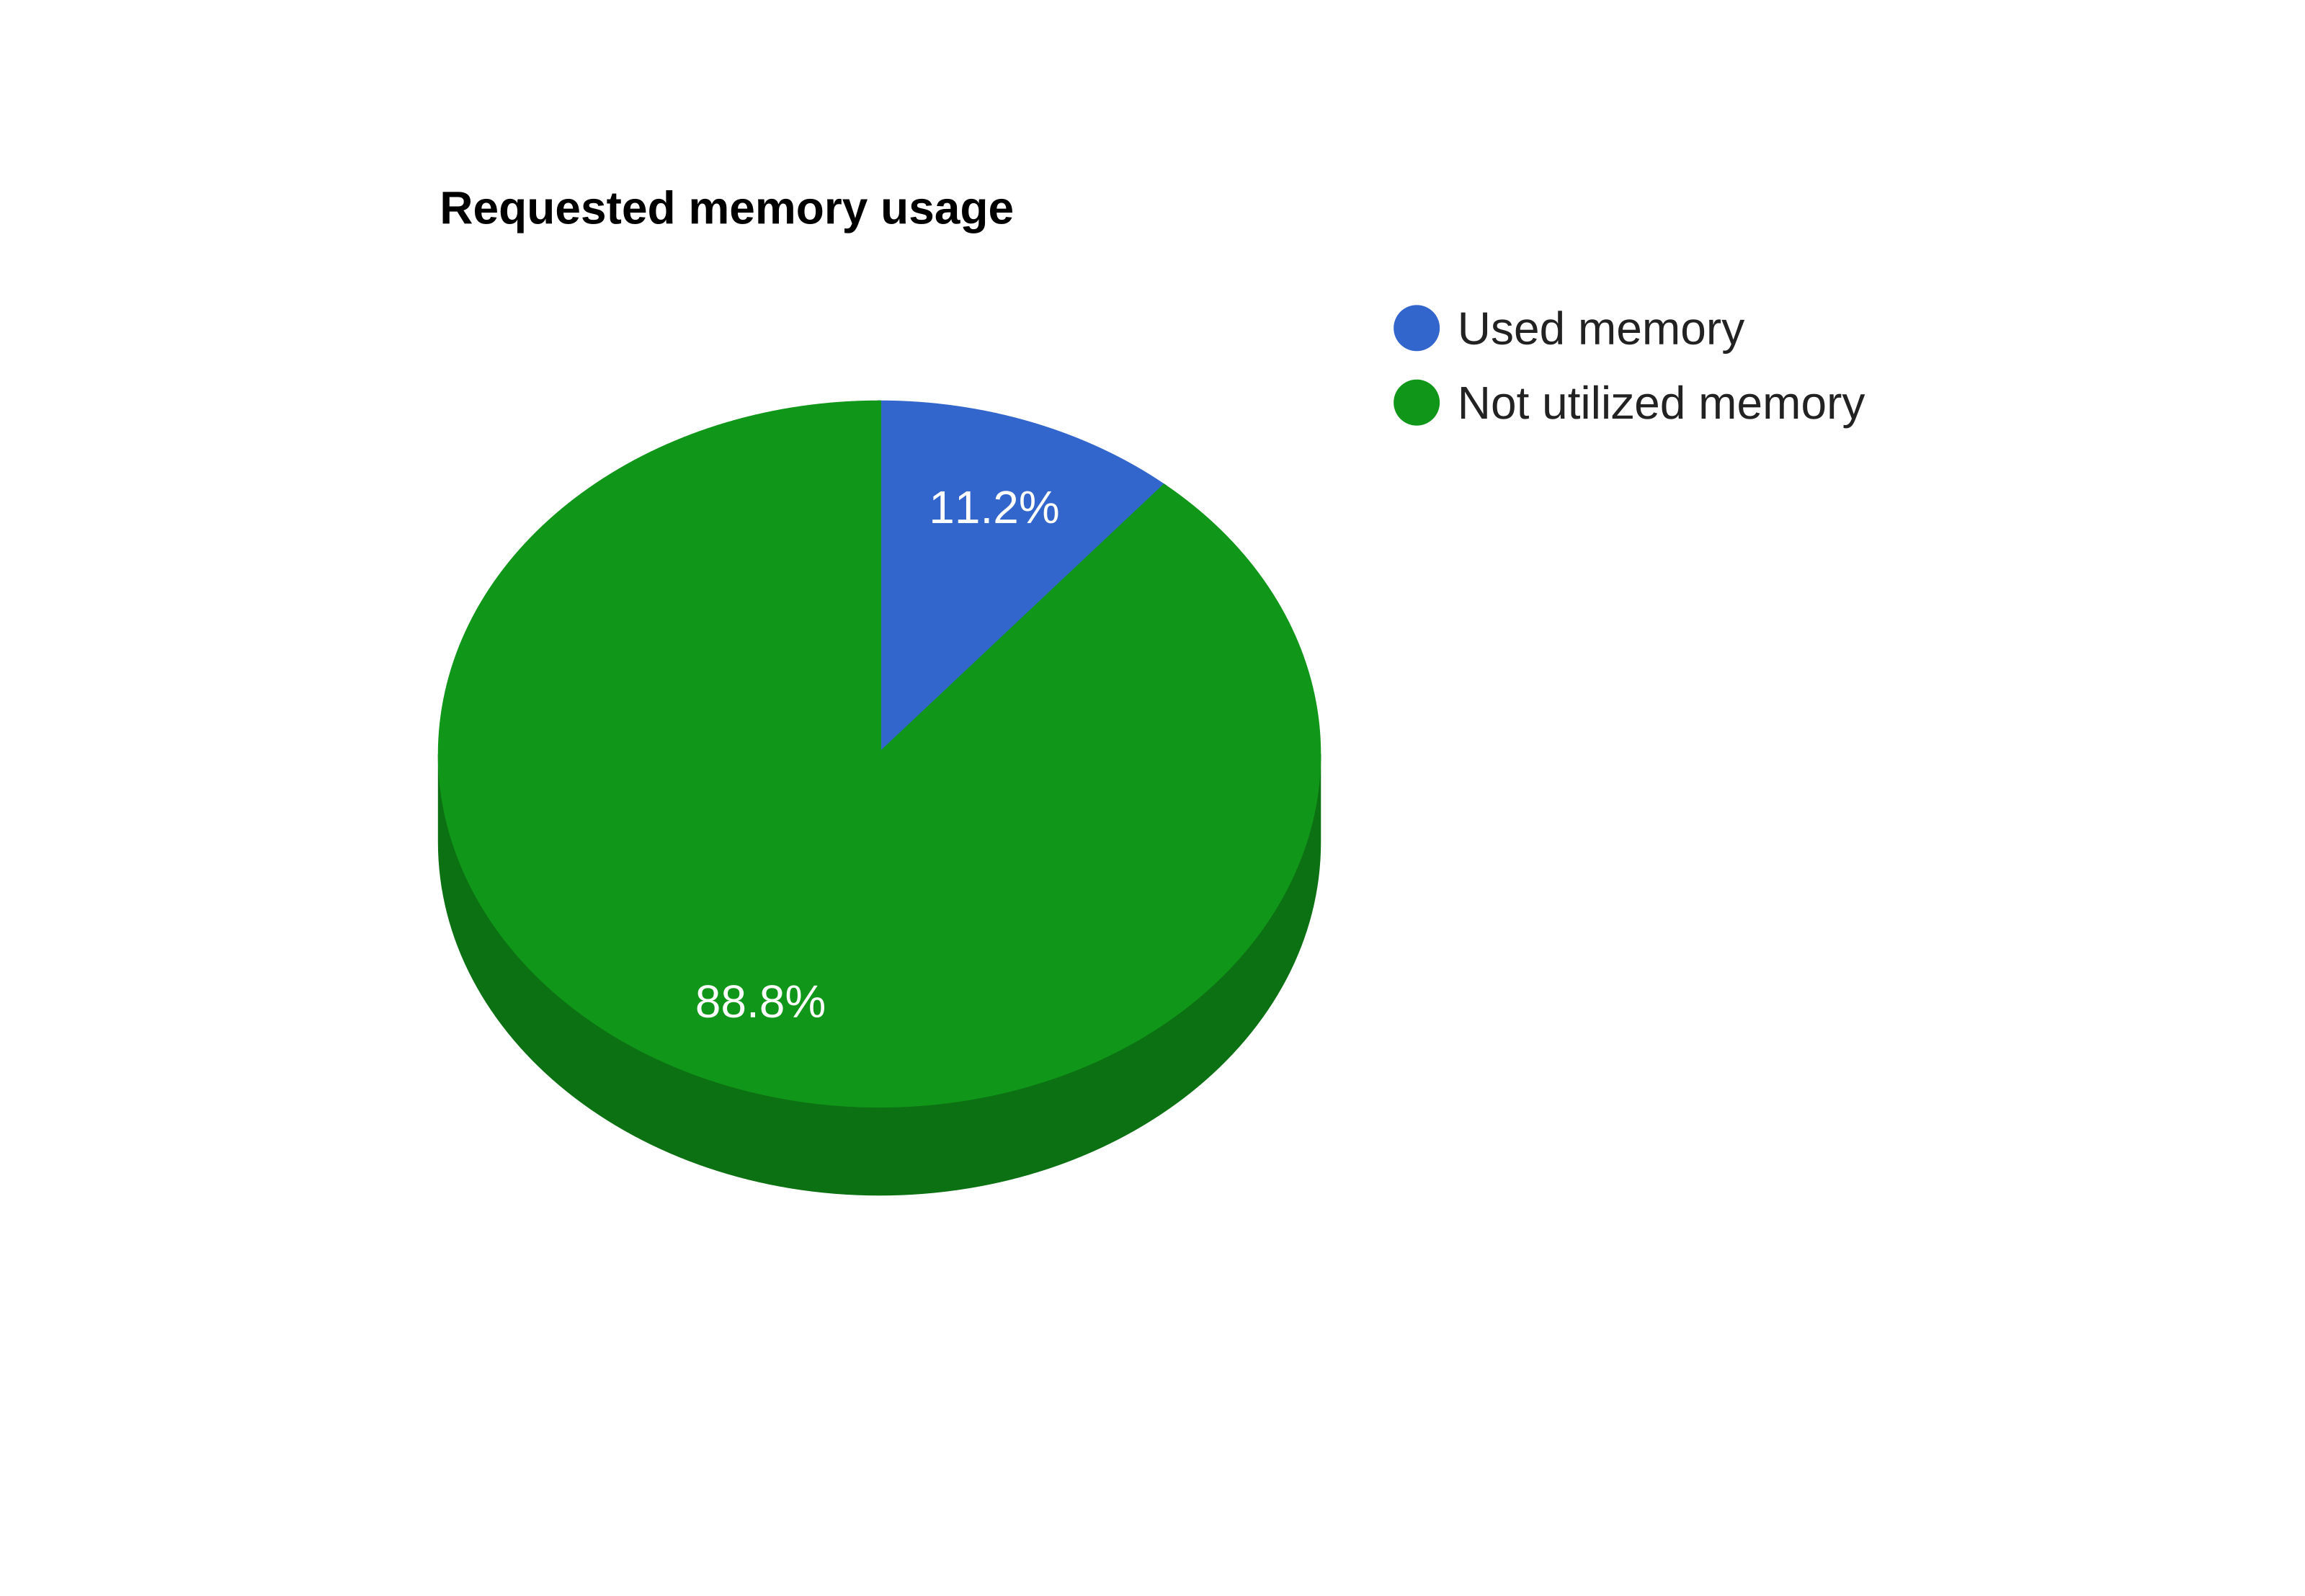 Requested memory usage
Used memory
Not utilized memory
11.2%
88.8%